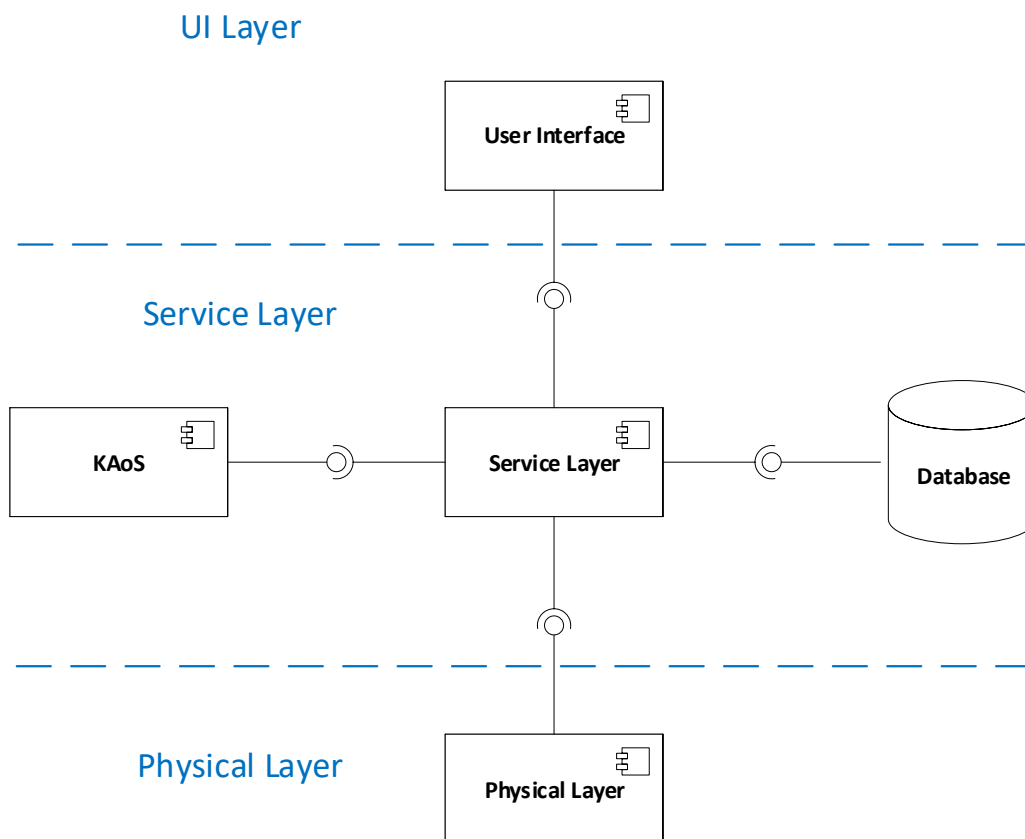 UI Layer
User Interface
Service Layer
KAoS
Service Layer
Database
Physical Layer
Physical Layer